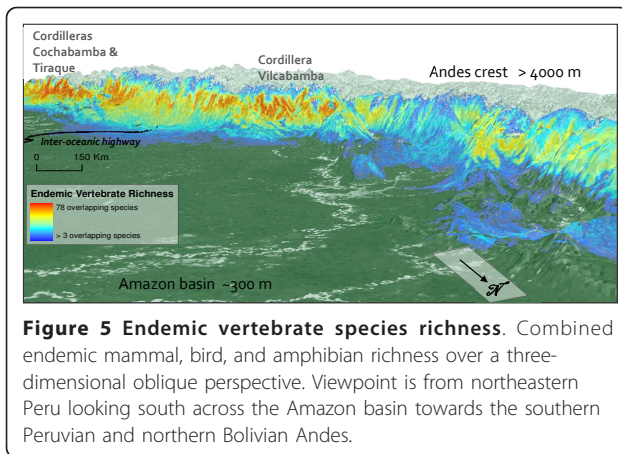 Cordilleras
Cochabamba &
Tiraque
Cordillera
Vilcabamba
Andes crest > 4000 m
Inter-oceanic highway
0 150 Km
Endemic Vertebrate Richness
78 overlapping species
> 3 overlapping species
Amazon basin ~300 m
N
Figure 5 Endemic vertebrate species richness. Combined
endemic mammal, bird, and amphibian richness over a three-
dimensional oblique perspective. Viewpoint is from northeastern
Peru looking south across the Amazon basin towards the southern
Peruvian and northern Bolivian Andes.